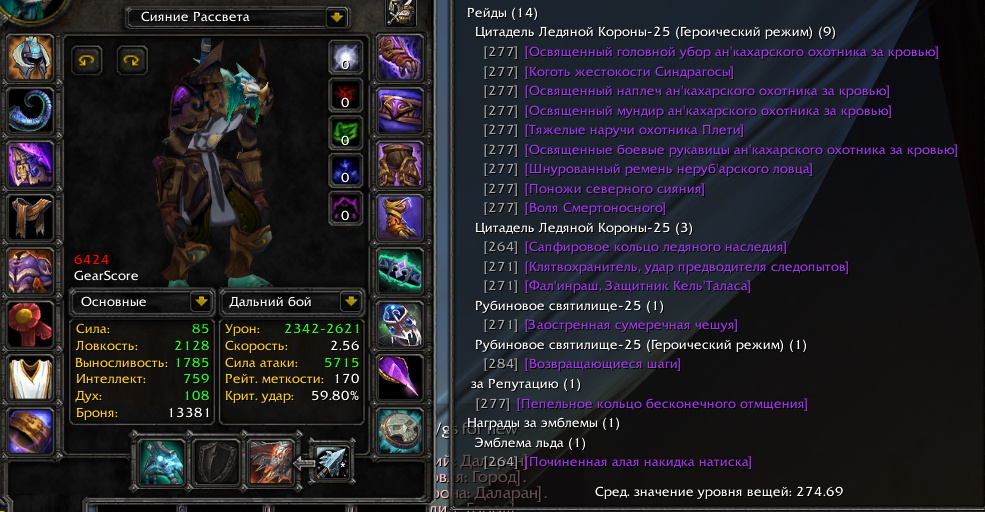 Сияние Рассвета
0
0
0
0
0
6424
GearScore
Основные
Дальний бой
Сила: 85
Ловкость: 2128
Выносливость: 1785
Интеллект: 759
Дух: 108
Броня: 13381
Урон: 2342-2621
Скорость: 2.56
Сила атаки: 5715
Рейт. меткости: 170
Крит. удар: 59.80%
Рейды (14)
Цитадель Ледяной Короны-25 (Героический режим) (9)
[277] [Освященный головной убор ан'кахарского охотника за кровью]
[277] [Коготь жестокости Синдрагосы]
[277] [Освященный наплеч ан'кахарского охотника за кровью]
[277] [Освященный мундир ан'кахарского охотника за кровью]
[277] [Тяжелые наручи охотника Плети]
[277] [Освященные боевые рукавицы ан'кахарского охотника за кровью]
[277] [Шнурованный ремень неруб'арского ловца]
[277] [Поножи северного сияния]
[277] [Воля Смертоносного]
Цитадель Ледяной Короны-25 (3)
[264] [Сапфировое кольцо ледяного наследия]
[271] [Клятвохранитель, удар предводителя следопытов]
[271] [Фал'инраш, Защитник Кель'Таласа]
Рубиновое святилище-25 (1)
[271] [Заостренная сумеречная чешуя]
Рубиновое святилище-25 (Героический режим) (1)
[284] [Возвращающиеся шаги]
за Репутацию (1)
[277] [Пепельное кольцо бесконечного отмщения]
Награды за эмблемы (1)
for new
Эмблема льда (1)
[264] [Починенная алая накидка натиска]
Город].
рона: Даларан].
Сред. значение уровня вещей: 274.69